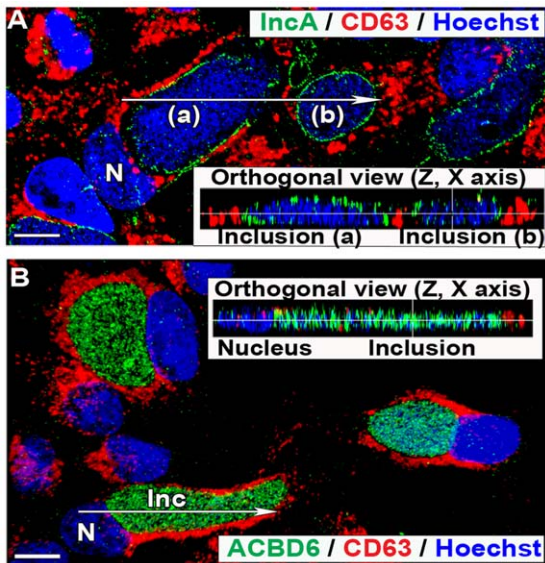 A
IncA / CD63 / Hoechst
(a)
(b)
N
Orthogonal view (Z, X axis)
Inclusion (a)
Inclusion (b)
B
Orthogonal view (Z, X axis)
Nucleus
Inclusion
Inc
N
ACBD6 / CD63 / Hoechst